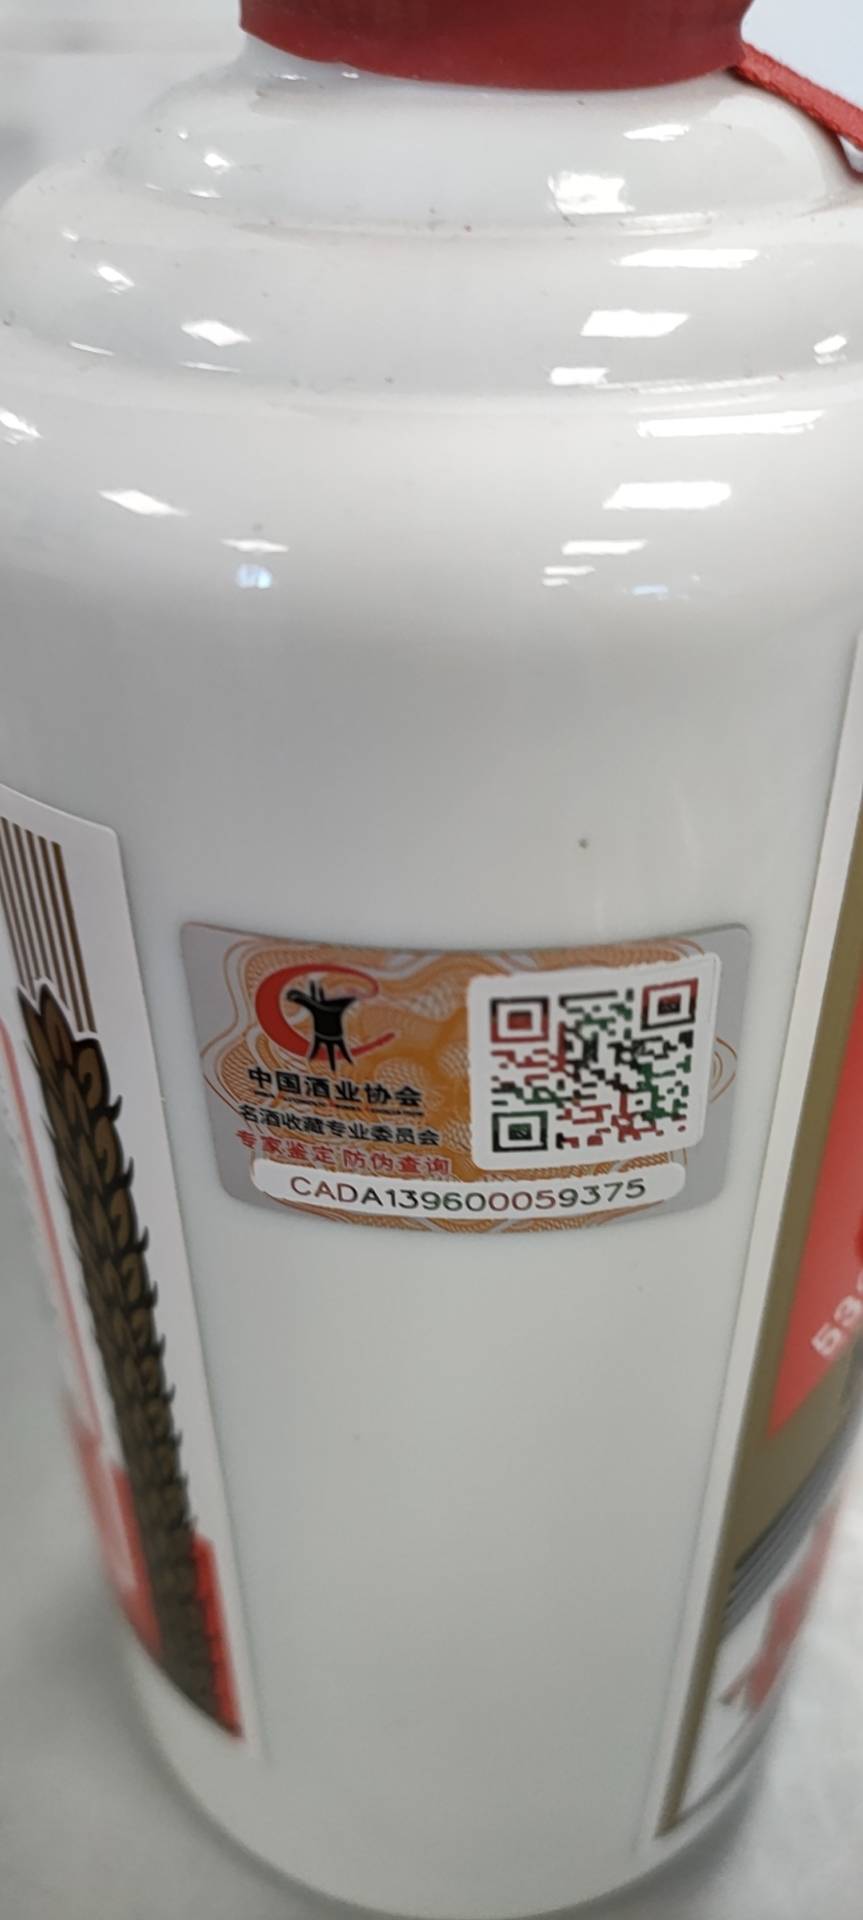 中国酒业协会
名酒收藏专业委员会
专家鉴定 防伪查询
CADA139600059375
53